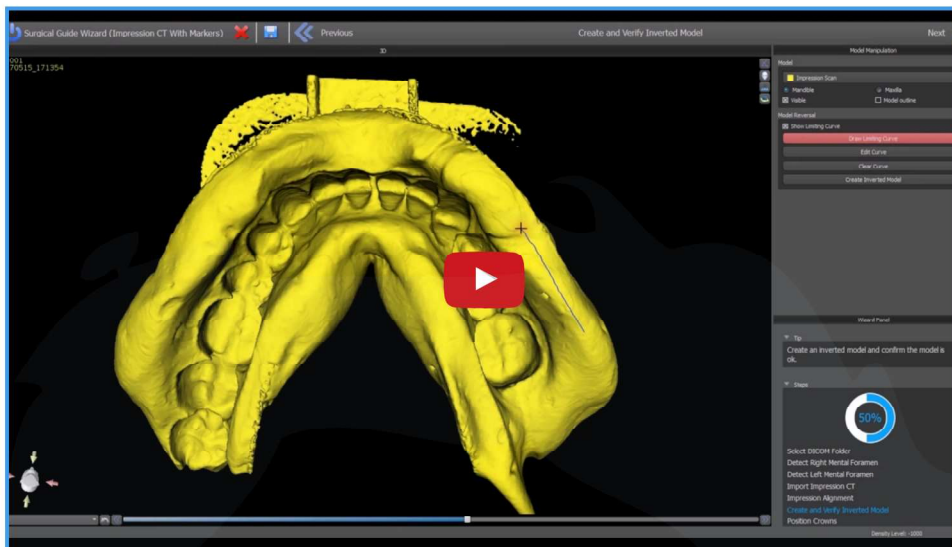 Surgical Guide Wizard (Impression CT With Markers)
Previous
Create and Verify Inverted Model
Next
3D
Model Manipulation
001
70515_171354
Model
Impression Scan
Mandible
Maxilla
Visible
Model outline
Model Reversal
Show Limiting Curve
Draw Limiting Curve
Edit Curve
Clear Curve
Create Inverted Model
Wizard Panel
Tip
Create an inverted model and confirm the model is
ok.
Steps
50%
Select DICOM Folder
Detect Right Mental Foramen
Detect Left Mental Foramen
Import Impression CT
Impression Alignment
Create and Verify Inverted Model
Position Crowns
Density Level: -1000